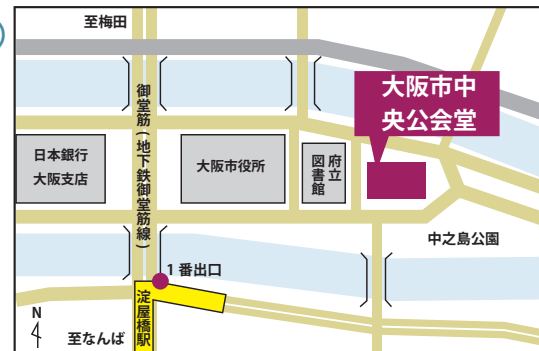 至梅田
大阪市中
央公会堂
御堂筋(地下鉄御堂筋線)
日本銀行
大阪支店
大阪市役所
府立
図書館
中之島公園
1番出口
淀屋橋駅
N
至なんば